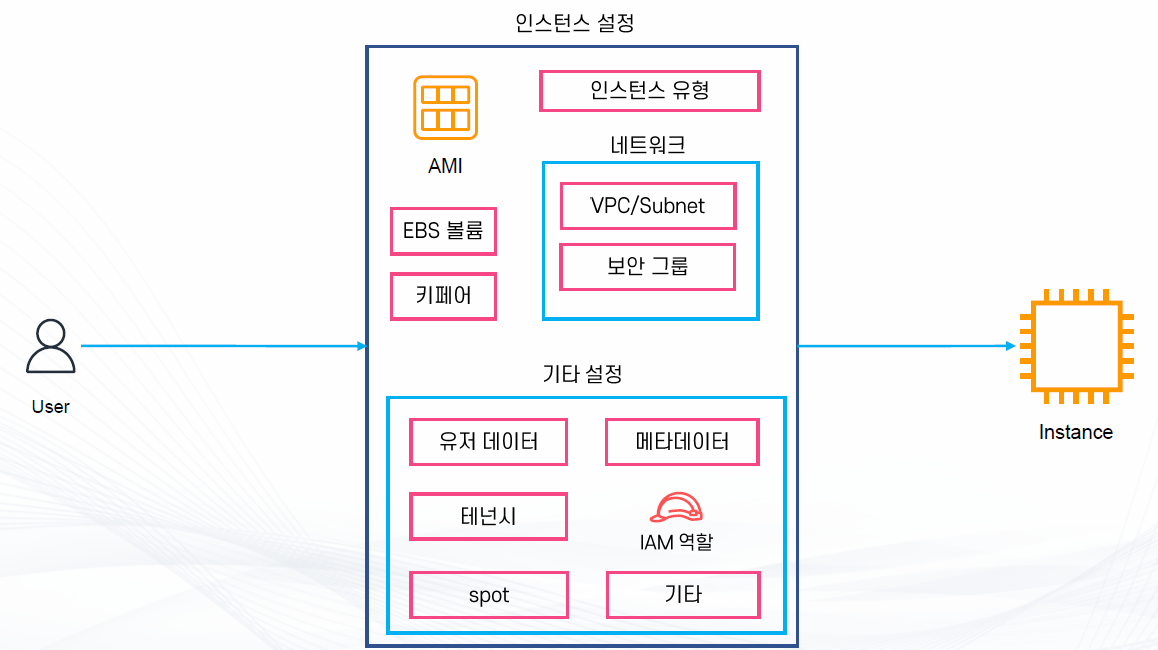 인스턴스 설정
AMI
인스턴스 유형
네트워크
VPC/Subnet
보안 그룹
EBS 볼륨
키페어
User
Instance
기타 설정
유저 데이터
메타데이터
테넌시
IAM 역할
spot
기타